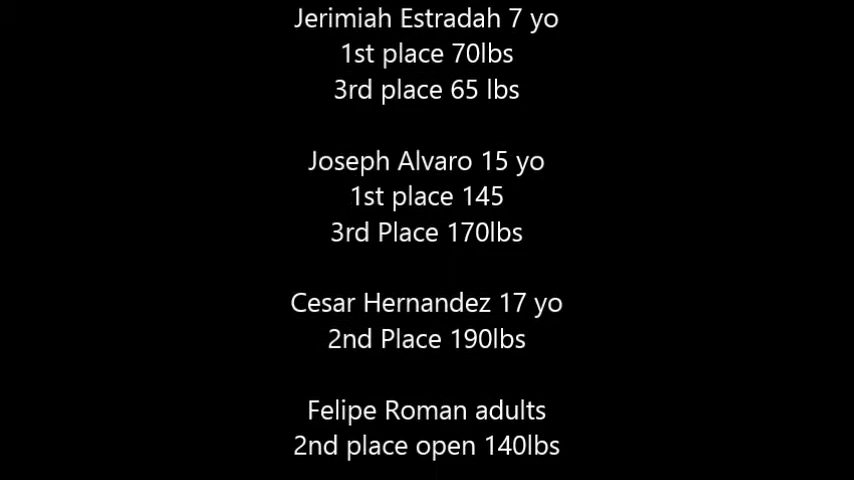 Jerimiah Estradah 7 yo
1st place 70lbs
3rd place 65 lbs
Joseph Alvaro 15 yo
1st place 145
3rd Place 170lbs
Cesar Hernandez 17 yo
2nd Place 190lbs
Felipe Roman adults
2nd place open 140lbs